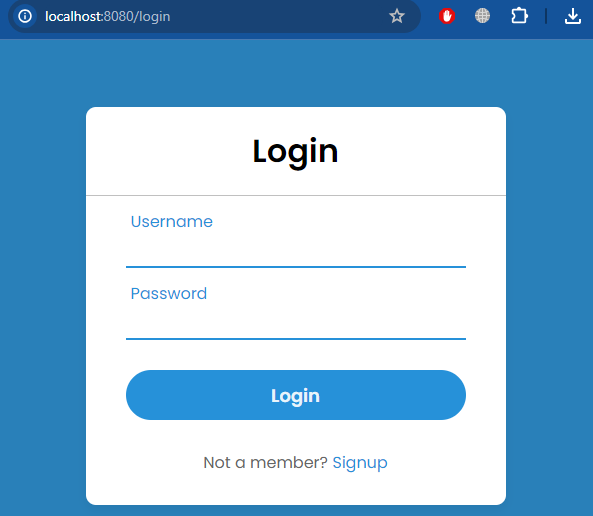 localhost:8080/login
Login
Username
Password
Login
Not a member? Signup